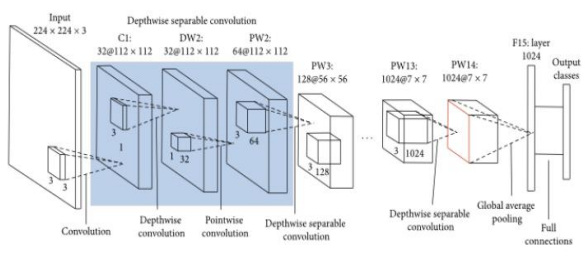 Input
224 × 224 × 3
Depthwise separable convolution
C1:
32@112 × 112
DW2:
32@112 × 112
PW2:
64@112 × 112
PW3:
128@56 × 56
PW13:
1024@7 × 7
PW14:
1024@7 × 7
F15: layer
1024
Output
classes
3
3
3
1
1
32
3
64
3
128
...
3
1024
Convolution
Depthwise
convolution
Pointwise
convolution
Depthwise separable
convolution
Depthwise separable
convolution
Global average
pooling
Full
connections